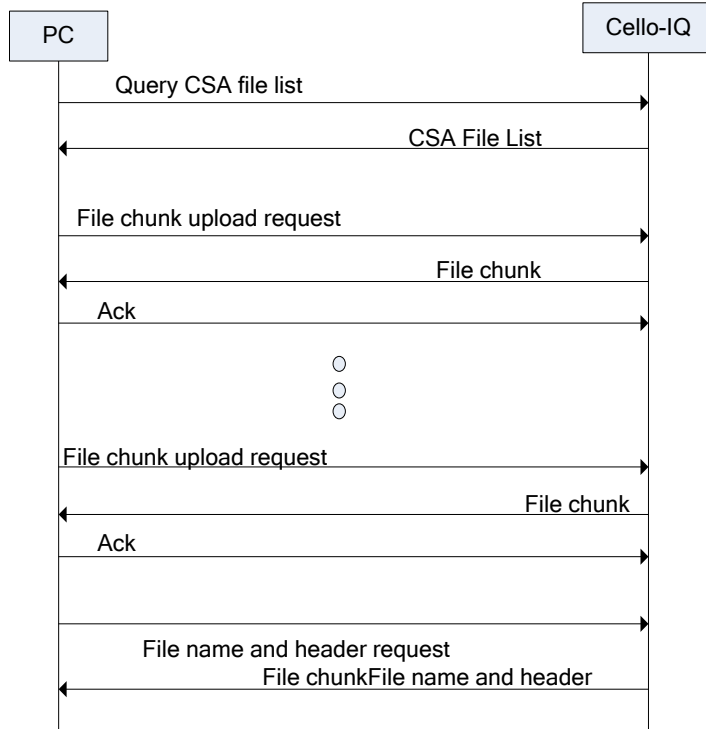 PC
Cello-IQ
Query CSA file list
CSA File List
File chunk upload request
File chunk
Ack
File chunk upload request
File chunk
Ack
File name and header request
File chunkFile name and header